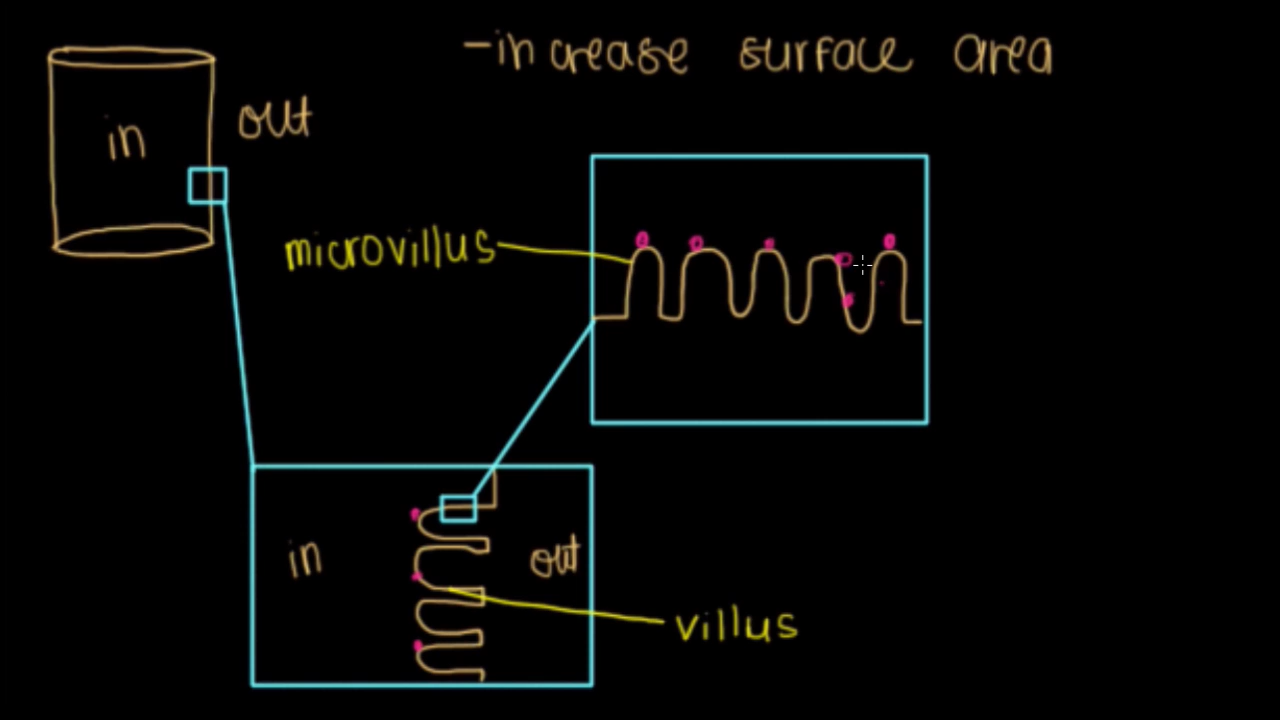 -increase surface area
in
out
microvillus
in
out
villus